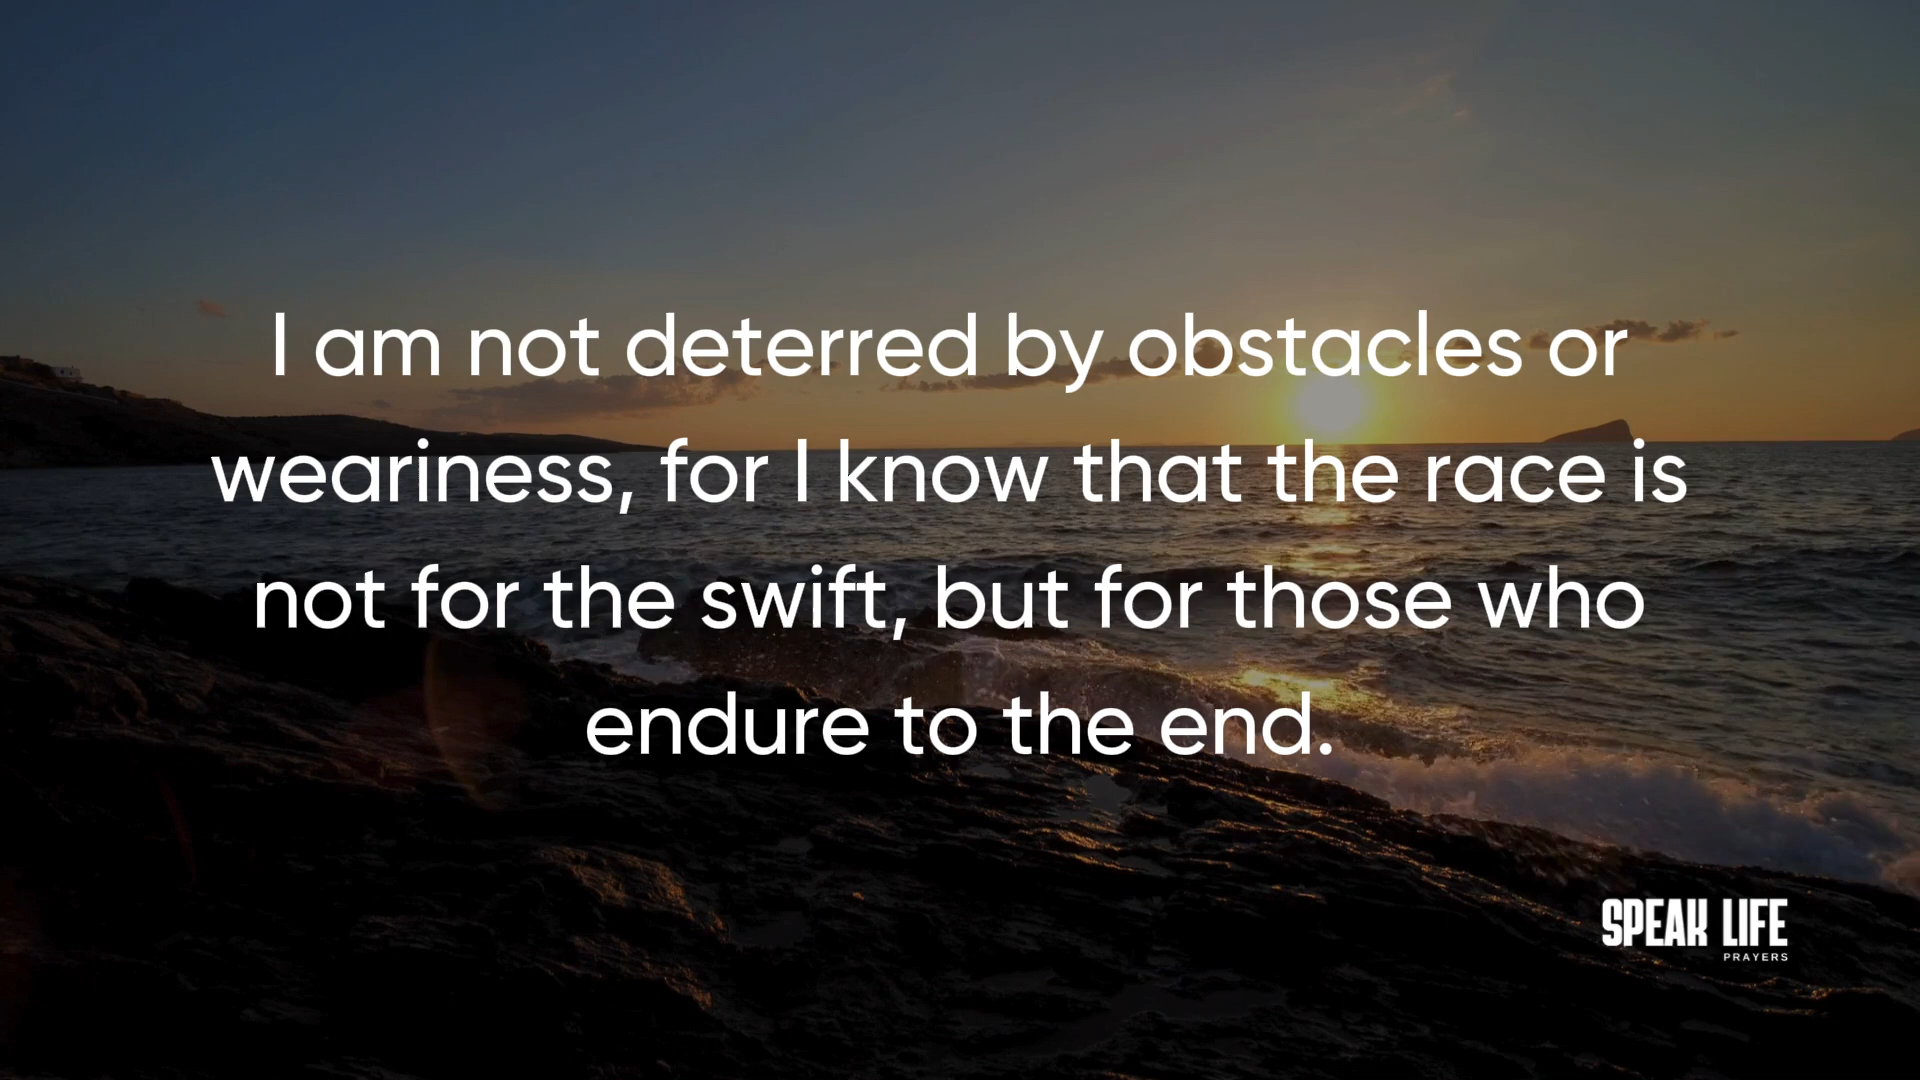 I am not deterred by obstacles or
weariness, for I know that the race is
not for the swift, but for those who
endure to the end.
SPEAK LIFE
PRAYERS